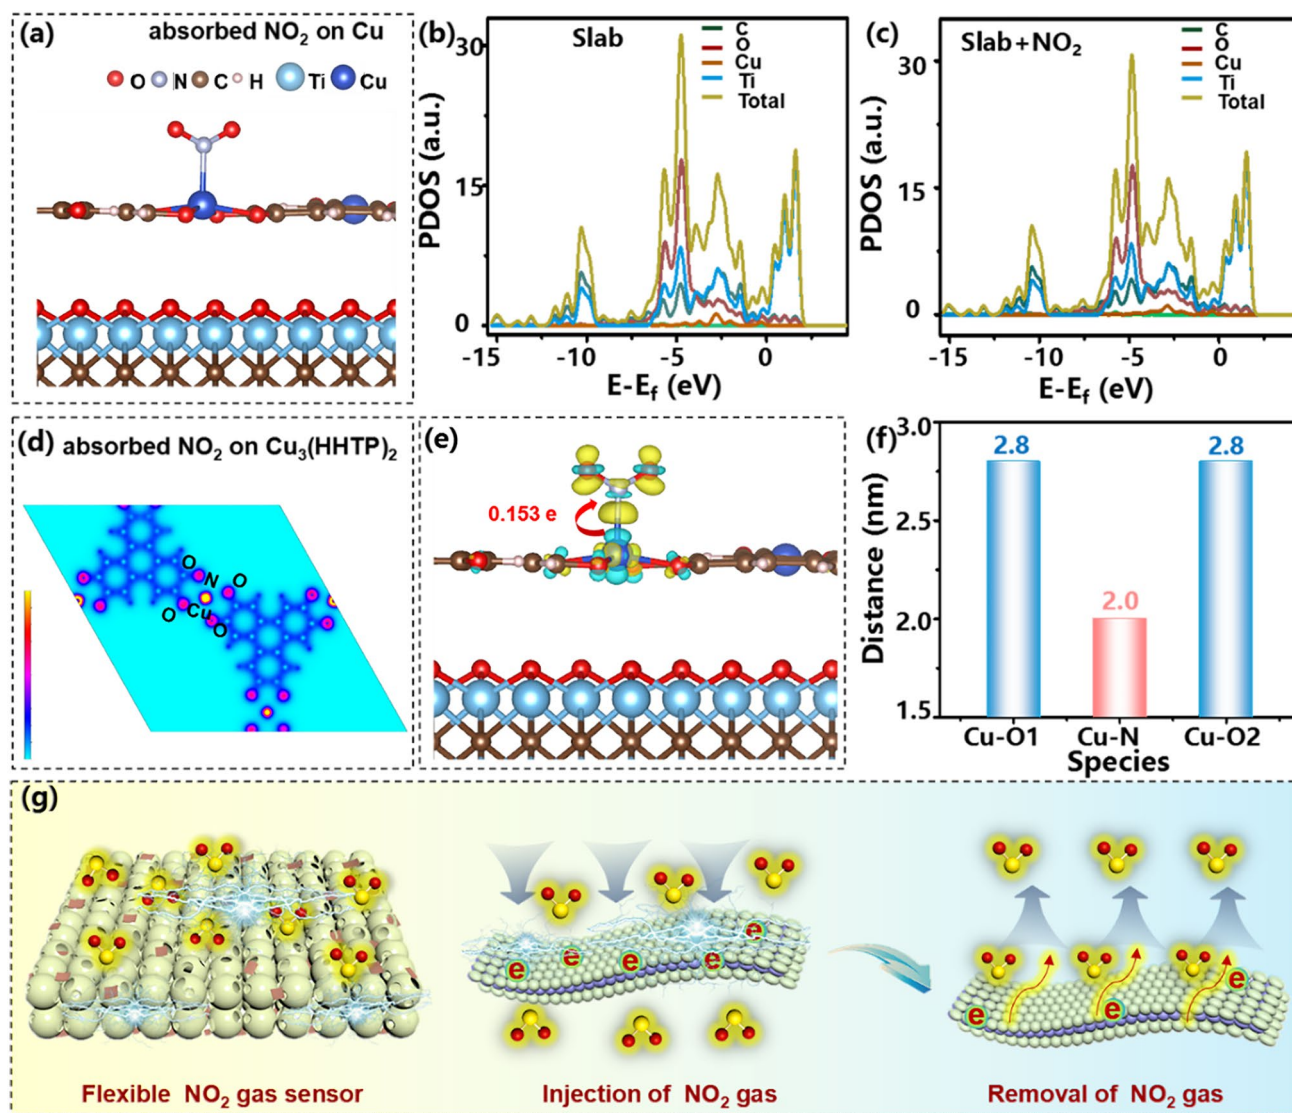 (a)
absorbed NO₂ on Cu
O N C H Ti Cu
(b)
Slab
C
O
Cu
Ti
Total
PDOS (a.u.)
30
15
0
-15 -10 -5 0
E-E_f (eV)
(c)
Slab+NO₂
C
O
Cu
Ti
Total
PDOS (a.u.)
30
15
0
-15 -10 -5 0
E-E_f (eV)
(d) absorbed NO₂ on Cu₃(HHTP)₂
O N O
O Cu O
(e)
0.153 e
(f)
Distance (nm)
3.0
2.5
2.0
1.5
2.8 2.0 2.8
Cu-O1 Cu-N Cu-O2
Species
(g)
e e e e e
e e e
Flexible NO₂ gas sensor
Injection of NO₂ gas
Removal of NO₂ gas